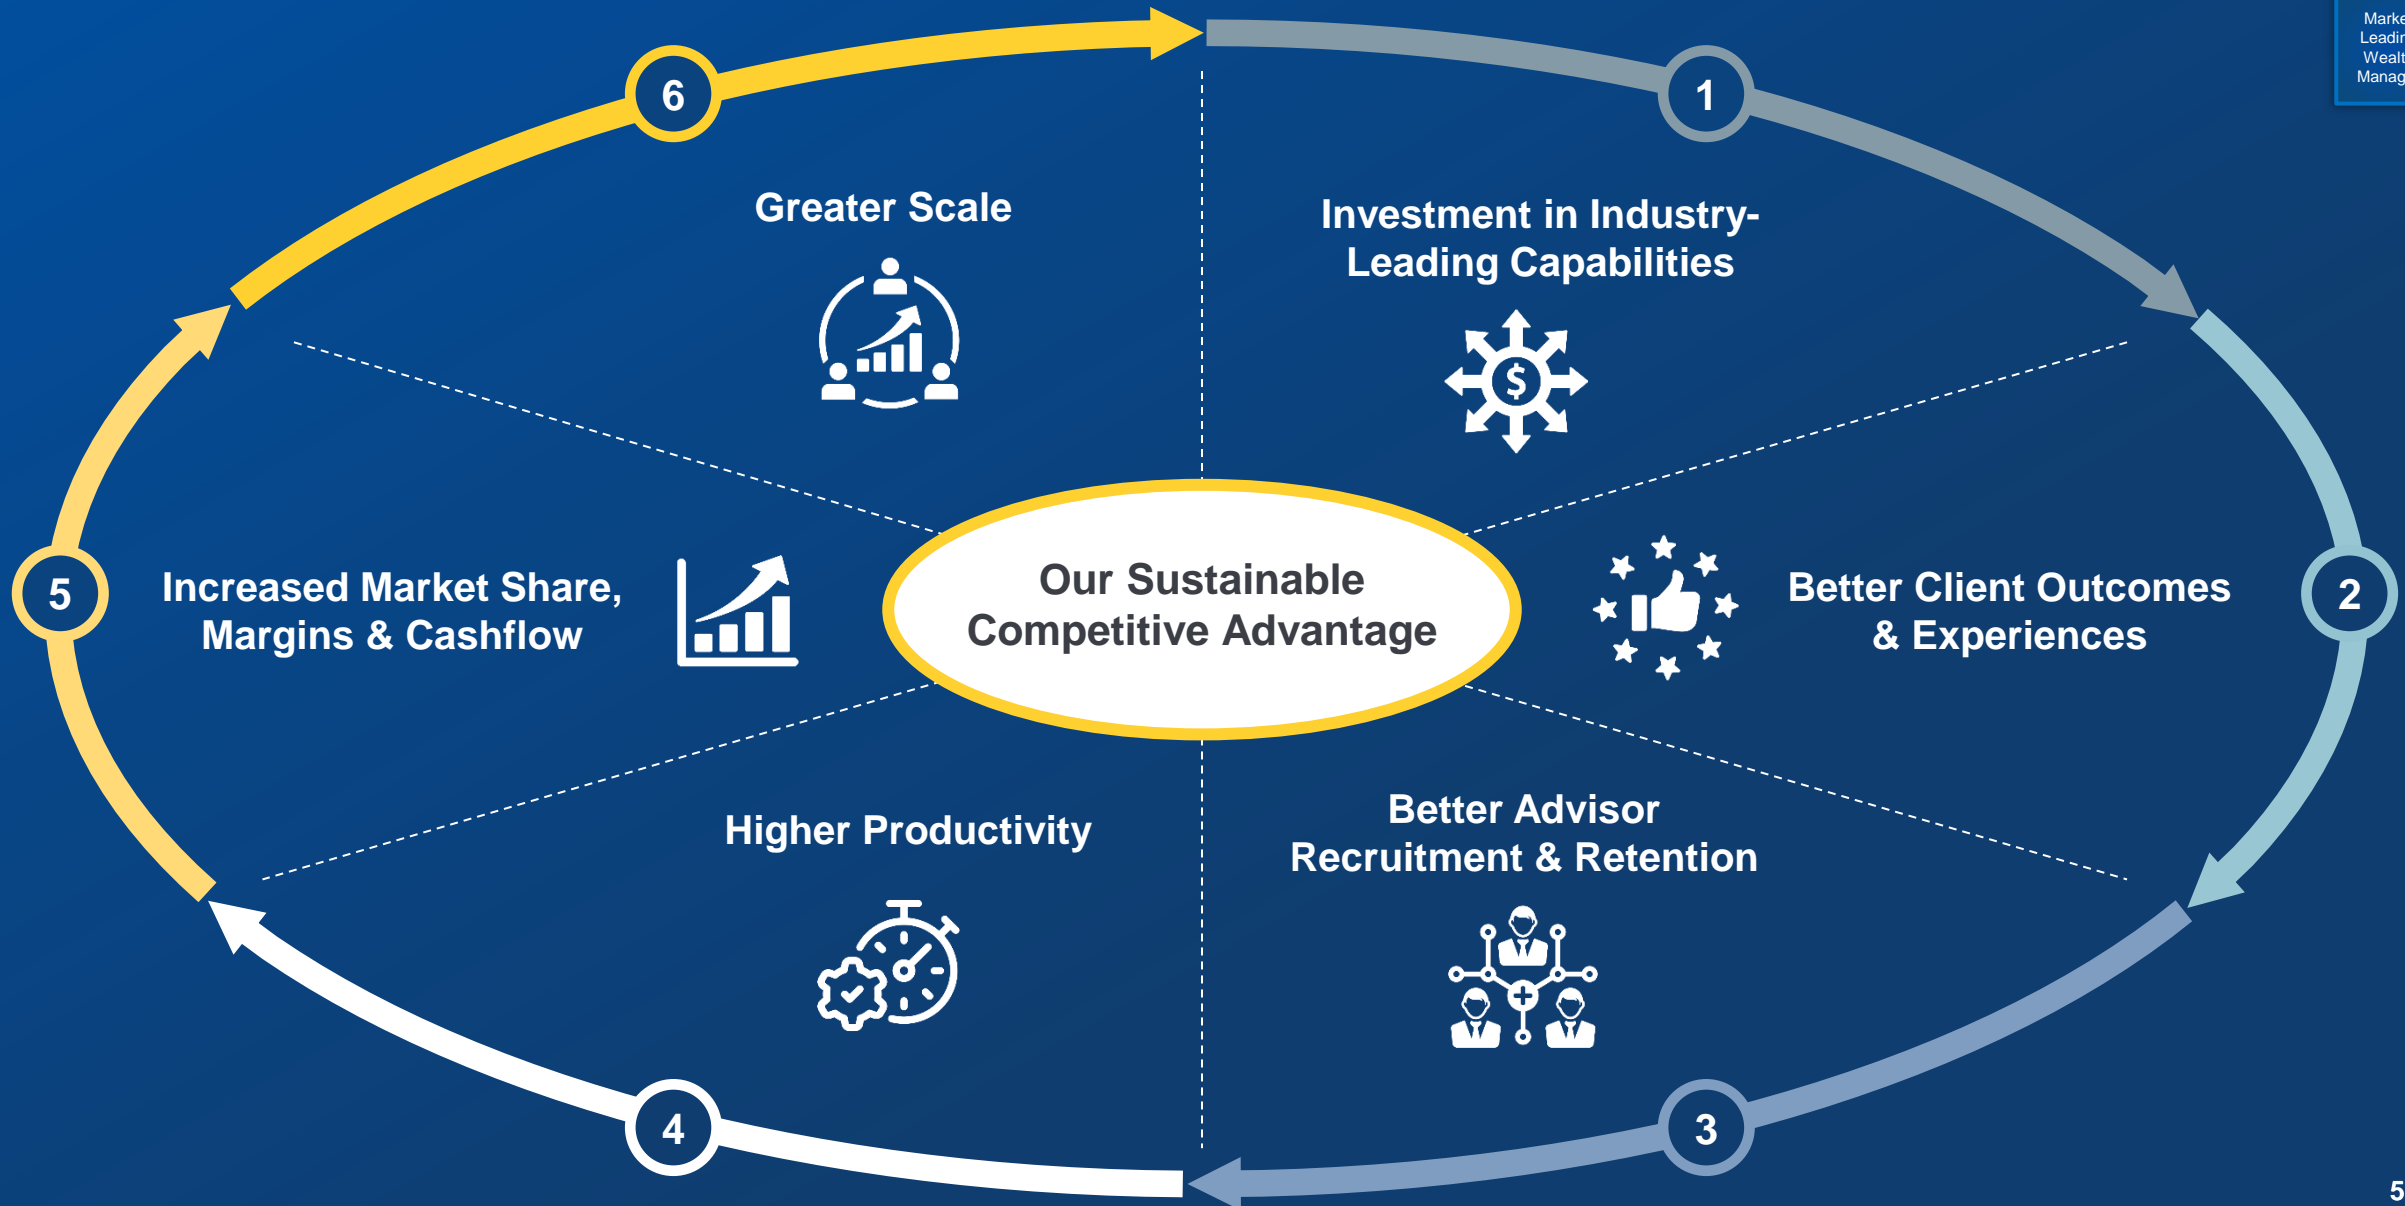 6
1
Greater Scale
Investment in Industry-
Leading Capabilities
$
5
Increased Market Share,
Margins & Cashflow
Our Sustainable
Competitive Advantage
Better Client Outcomes
& Experiences
2
Higher Productivity
Better Advisor
Recruitment & Retention
4
3
5